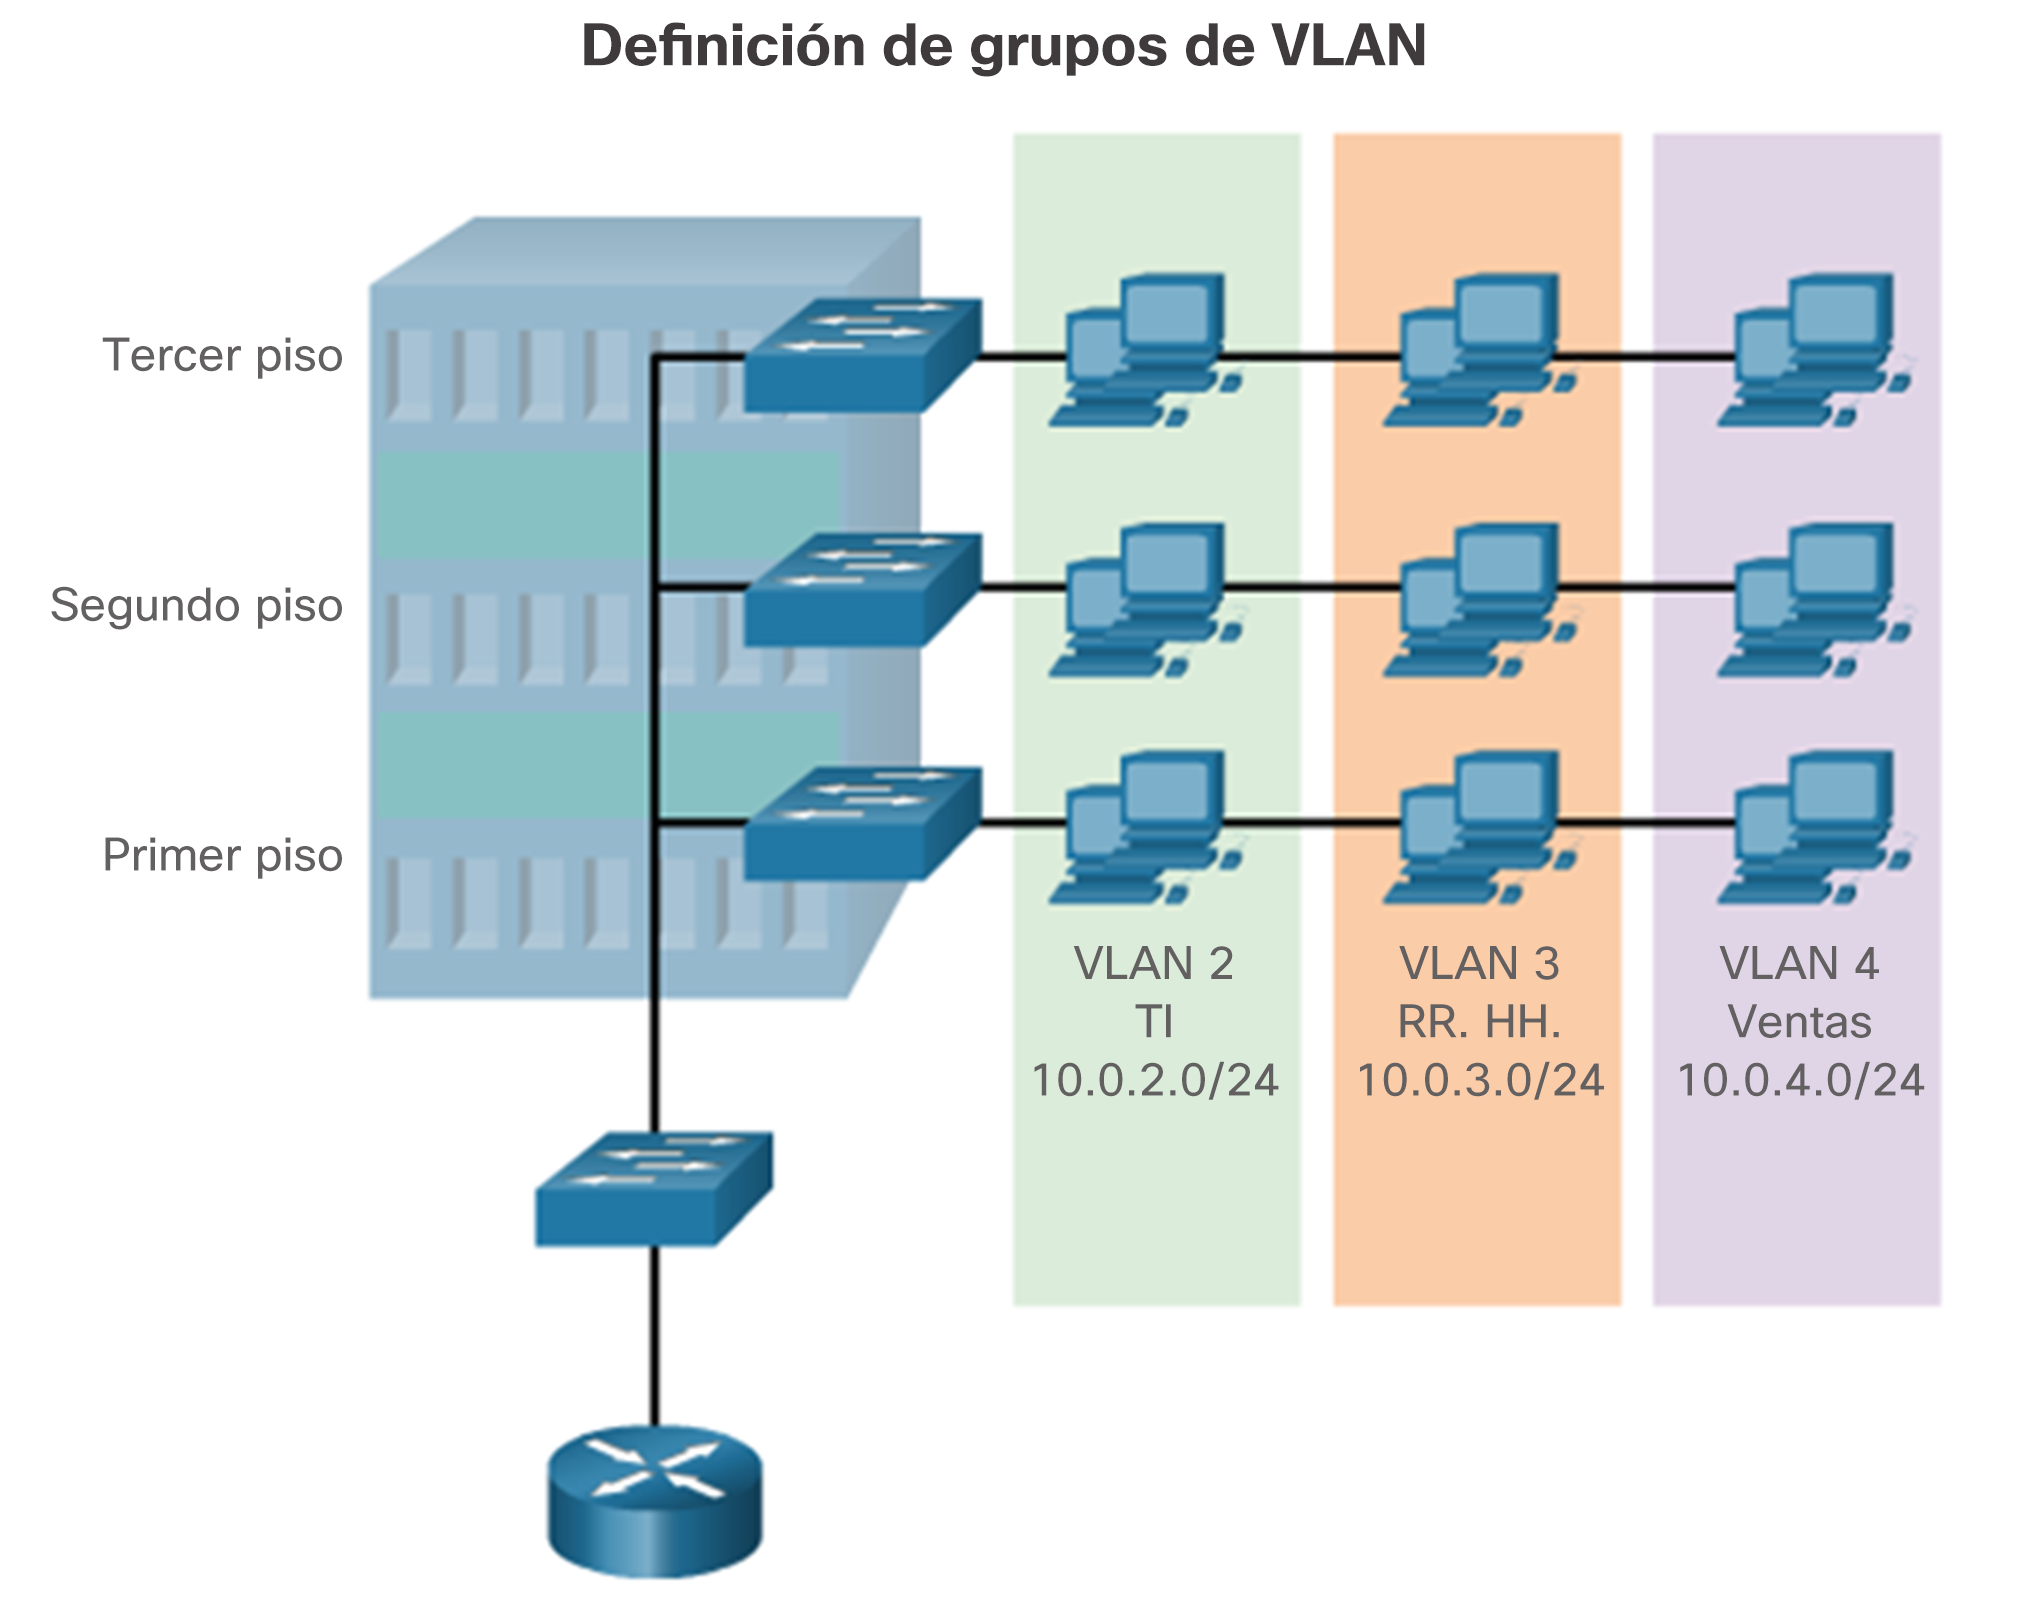 Definición de grupos de VLAN
Tercer piso
Segundo piso
Primer piso
VLAN 2
TI
10.0.2.0/24
VLAN 3
RR. HH.
10.0.3.0/24
VLAN 4
Ventas
10.0.4.0/24